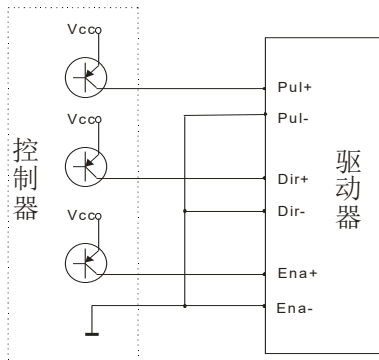 Vcc
Pul+
Pul-
Vcc
控制器
驱动器
Dir+
Dir-
Vcc
Ena+
Ena-